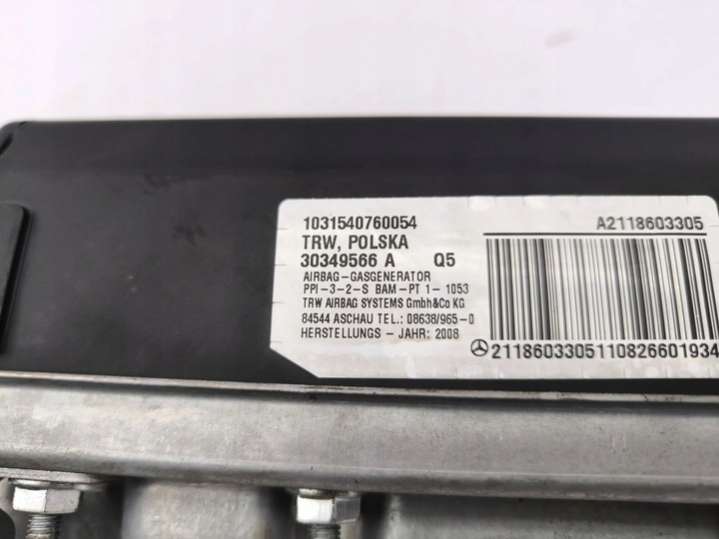 1031540760054
TRW, POLSKA
30349566 A Q5
AIRBAG-GASGENERATOR
PPI-3-2-S BAM-PT 1- 1053
TRW AIRBAG SYSTEMS Gmbh&Co KG
84544 ASCHAU TEL.: 08638/965-0
HERSTELLUNGS - JAHR: 2008
A2118603305
2118603305110826601934